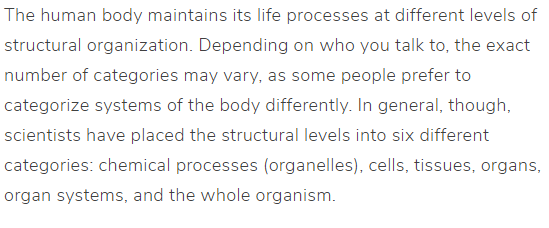 The human body maintains its life processes at different levels of
structural organization. Depending on who you talk to, the exact
number of categories may vary, as some people prefer to
categorize systems of the body differently. In general, though,
scientists have placed the structural levels into six different
categories: chemical processes (organelles), cells, tissues, organs,
organ systems, and the whole organism.